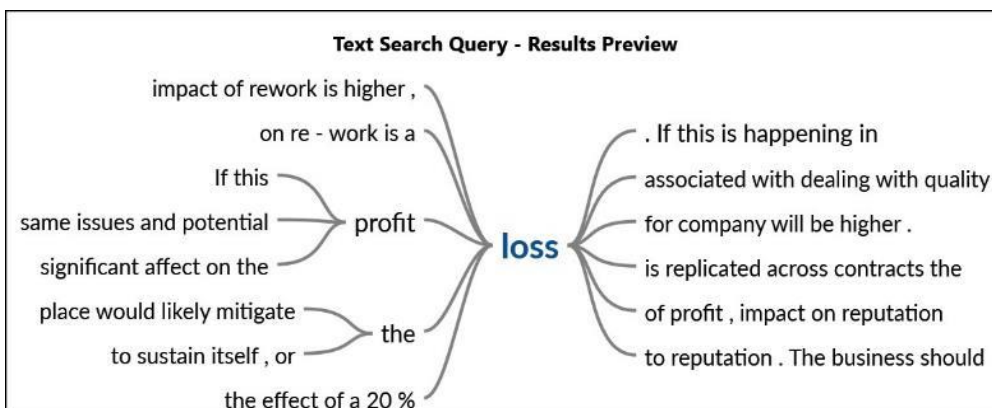 Text Search Query - Results Preview
impact of rework is higher ,
on re - work is a
If this
same issues and potential
significant affect on the
profit
place would likely mitigate
to sustain itself , or
the
the effect of a 20 %
loss
. If this is happening in
associated with dealing with quality
for company will be higher .
is replicated across contracts the
of profit , impact on reputation
to reputation . The business should